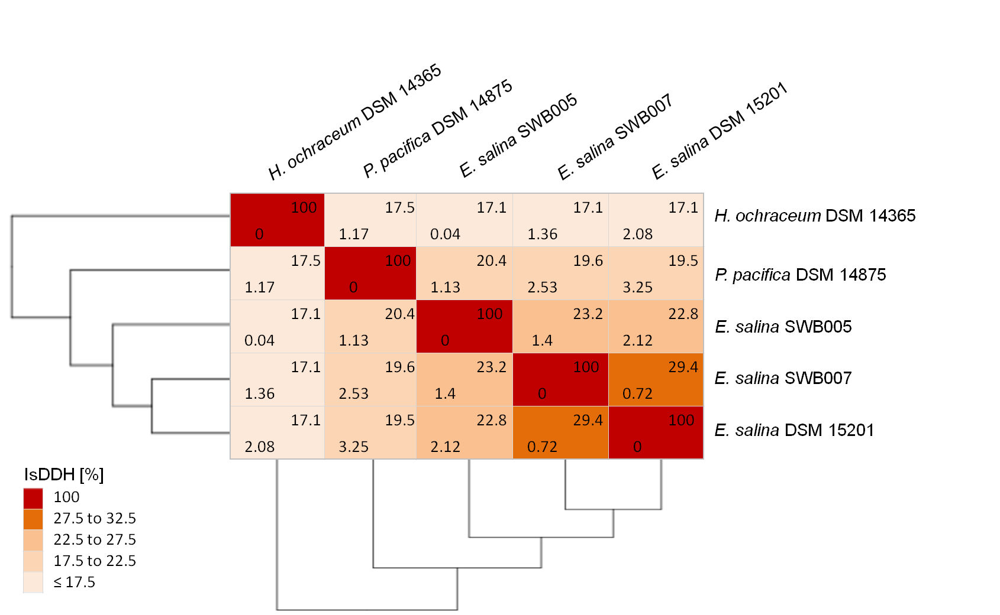 H. ochraceum DSM 14365
P. pacifica DSM 14875
E. salina SWB005
E. salina SWB007
E. salina DSM 15201
100 17.5 17.1 17.1 17.1
0 1.17 0.04 1.36 2.08
H. ochraceum DSM 14365
17.5 100 20.4 19.6 19.5
1.17 0 1.13 2.53 3.25
P. pacifica DSM 14875
17.1 20.4 100 23.2 22.8
0.04 1.13 0 1.4 2.12
E. salina SWB005
17.1 19.6 23.2 100 29.4
1.36 2.53 1.4 0 0.72
E. salina SWB007
17.1 19.5 22.8 29.4 100
2.08 3.25 2.12 0.72 0
E. salina DSM 15201
IsDDH [%]
100
27.5 to 32.5
22.5 to 27.5
17.5 to 22.5
≤ 17.5